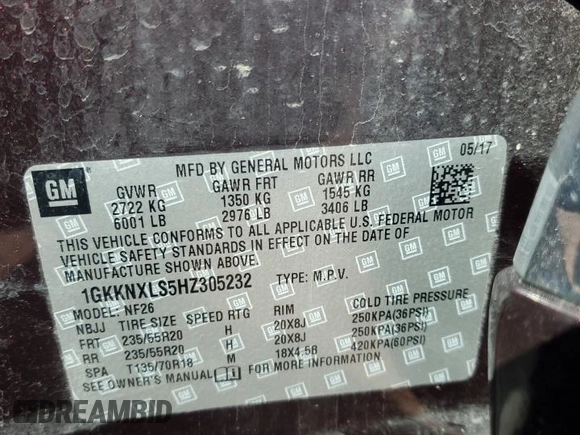 MFD BY GENERAL MOTORS LLC 05/17
GM
GVWR GAWR FRT GAWR RR
2722 KG 1350 KG 1545 KG
6001 LB 2976 LB 3406 LB
THIS VEHICLE CONFORMS TO ALL APPLICABLE U.S. FEDERAL MOTOR
VEHICLE SAFETY STANDARDS IN EFFECT ON THE DATE OF
MANUFACTURE SHOWN ABOVE.
1GKKNXLS5HZ305232 TYPE: M.P.V.
MODEL: NF26
NBJJ TIRE SIZE SPEED RTG RIM COLD TIRE PRESSURE
FRT 235/55R20 H 20X8J 250KPA(36PSI)
RR 235/55R20 H 20X8J 250KPA(36PSI)
SPA T135/70R18 M 18X4.5B 420KPA(60PSI)
SEE OWNER'S MANUAL FOR MORE INFORMATION
DREAMBID